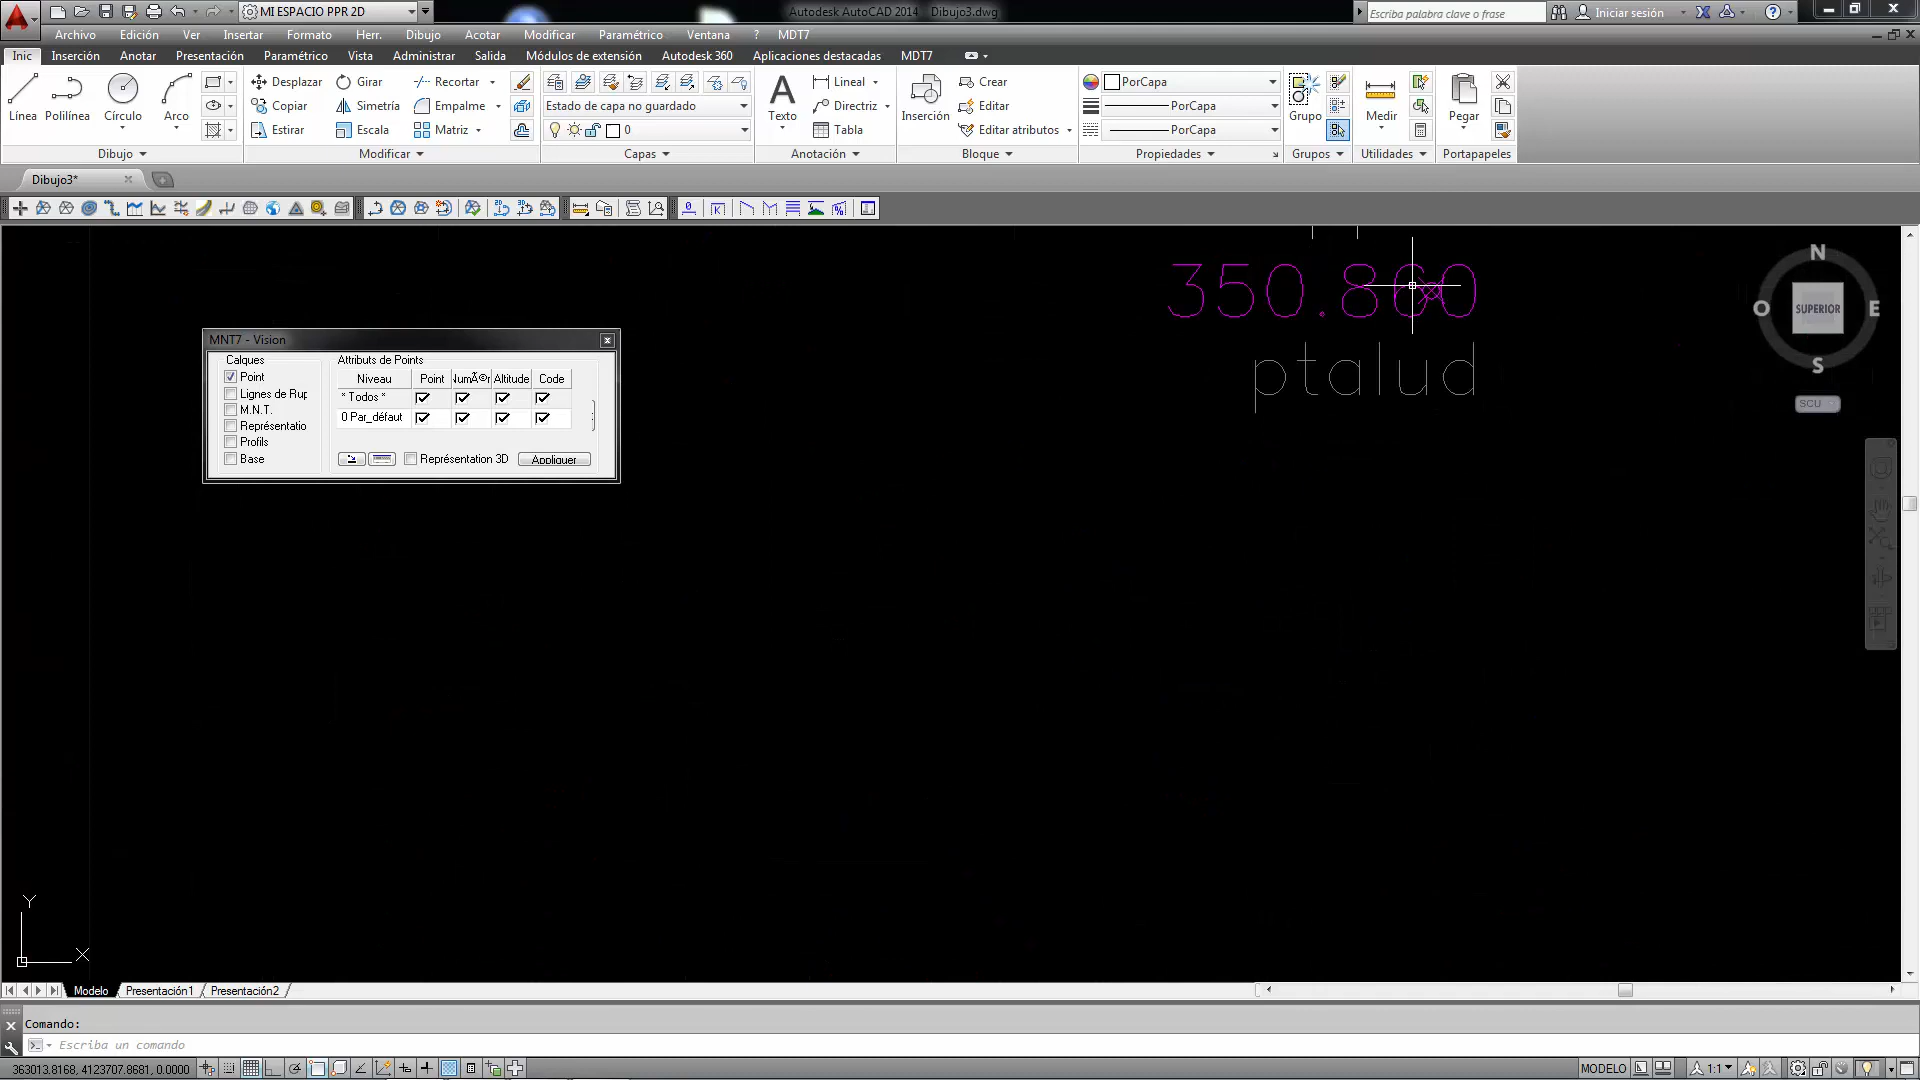 MI ESPACIO PPR 2D
Autodesk AutoCAD 2014 Dibujo3.dwg
Escriba palabra clave o frase
Iniciar sesión
Archivo Edición Ver Insertar Formato Herr. Dibujo Acotar Modificar Paramétrico Ventana ? MDT7
Inic Inserción Anotar Presentación Paramétrico Vista Administrar Salida Módulos de extensión Autodesk 360 Aplicaciones destacadas MDT7
Desplazar Girar Recortar
Estado de capa no guardado
Copiar Simetría Empalme
Estirar Escala Matriz
0
Línea Polilínea Círculo Arco
Texto
Lineal
Directriz
Tabla
Inserción
Crear
Editar
Editar atributos
PorCapa
PorCapa
PorCapa
Grupo
Medir
Pegar
Dibujo Modificar Capas Anotación Bloque Propiedades Grupos Utilidades Portapapeles
Dibujo3*
350.860
ptalud
N
O SUPERIOR E
S
SCU
MNT7 - Vision
Calques
Point
Lignes de Rup
M.N.T.
Représentatio
Profils
Base
Attributs de Points
Niveau Point NumÃ©r Altitude Code
* Todos *
0 Par_défaut
Représentation 3D Appliquer
Y
X
Modelo Presentación1 Presentación2
Comando:
Escriba un comando
363013.8168, 4123707.8681, 0.0000
MODELO
1:1